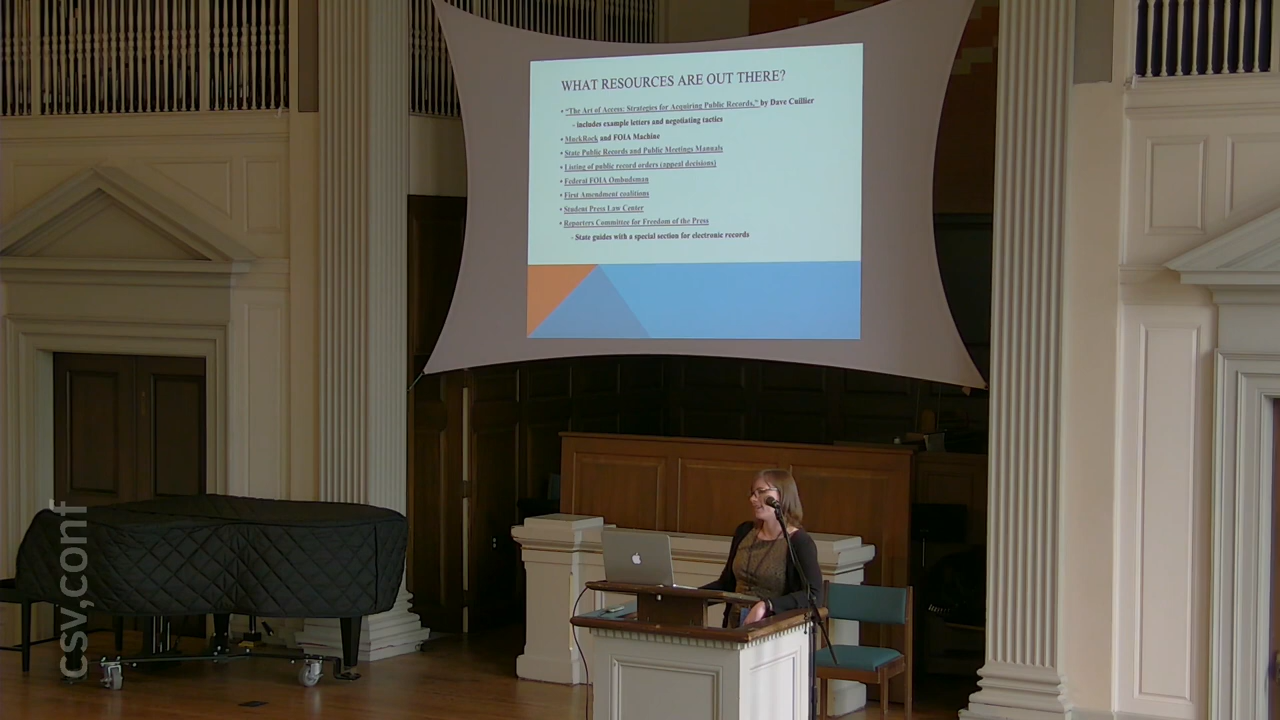 WHAT RESOURCES ARE OUT THERE?
• "The Art of Access: Strategies for Acquiring Public Records," by Dave Cuillier
- includes example letters and negotiating tactics
• MuckRock and FOIA Machine
• State Public Records and Public Meetings Manuals
• Listing of public record orders (appeal decisions)
• Federal FOIA Ombudsman
• First Amendment coalitions
• Student Press Law Center
• Reporters Committee for Freedom of the Press
- State guides with a special section for electronic records
csv,conf